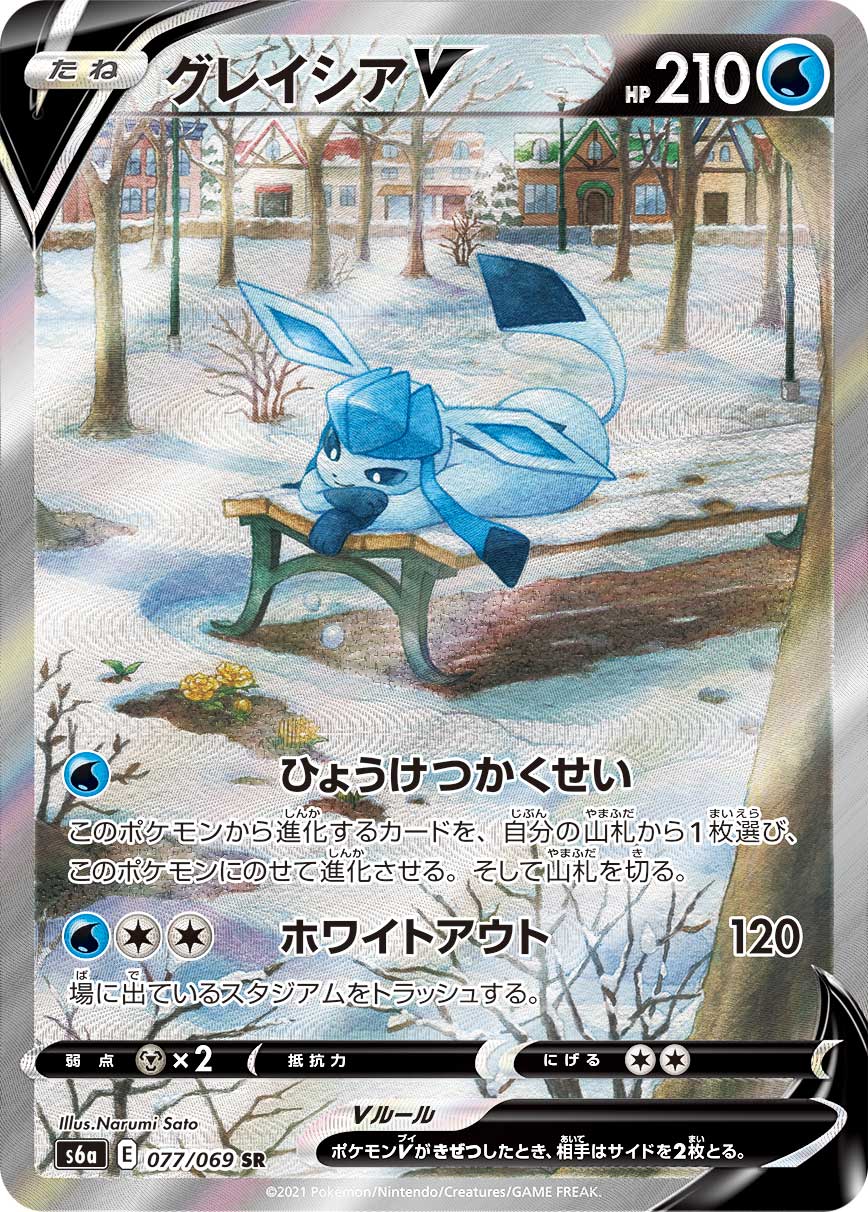 たね グレイシアV HP210
ひょうけつかくせい
このポケモンから進化するカードを、自分の山札から1枚選び、
このポケモンにのせて進化させる。そして山札を切る。
ホワイトアウト 120
場に出ているスタジアムをトラッシュする。
弱点 ×2 抵抗力 にげる
Illus.Narumi Sato
s6a E 077/069 SR
Vルール
ポケモンVがきぜつしたとき、相手はサイドを2枚とる。
©2021 Pokémon/Nintendo/Creatures/GAME FREAK.